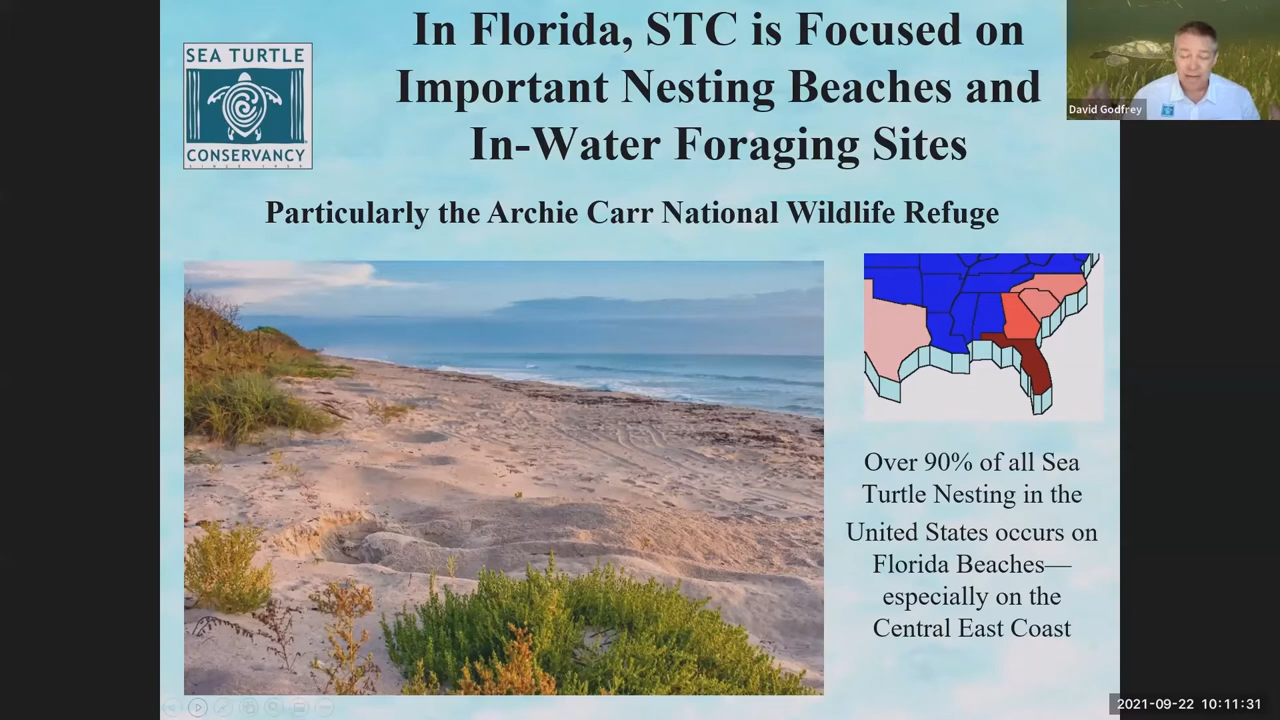 In Florida, STC is Focused on
Important Nesting Beaches and
In-Water Foraging Sites
SEA TURTLE
CONSERVANCY
SINCE 1959
David Godfrey
Particularly the Archie Carr National Wildlife Refuge
Over 90% of all Sea
Turtle Nesting in the
United States occurs on
Florida Beaches—
especially on the
Central East Coast
2021-09-22 10:11:31